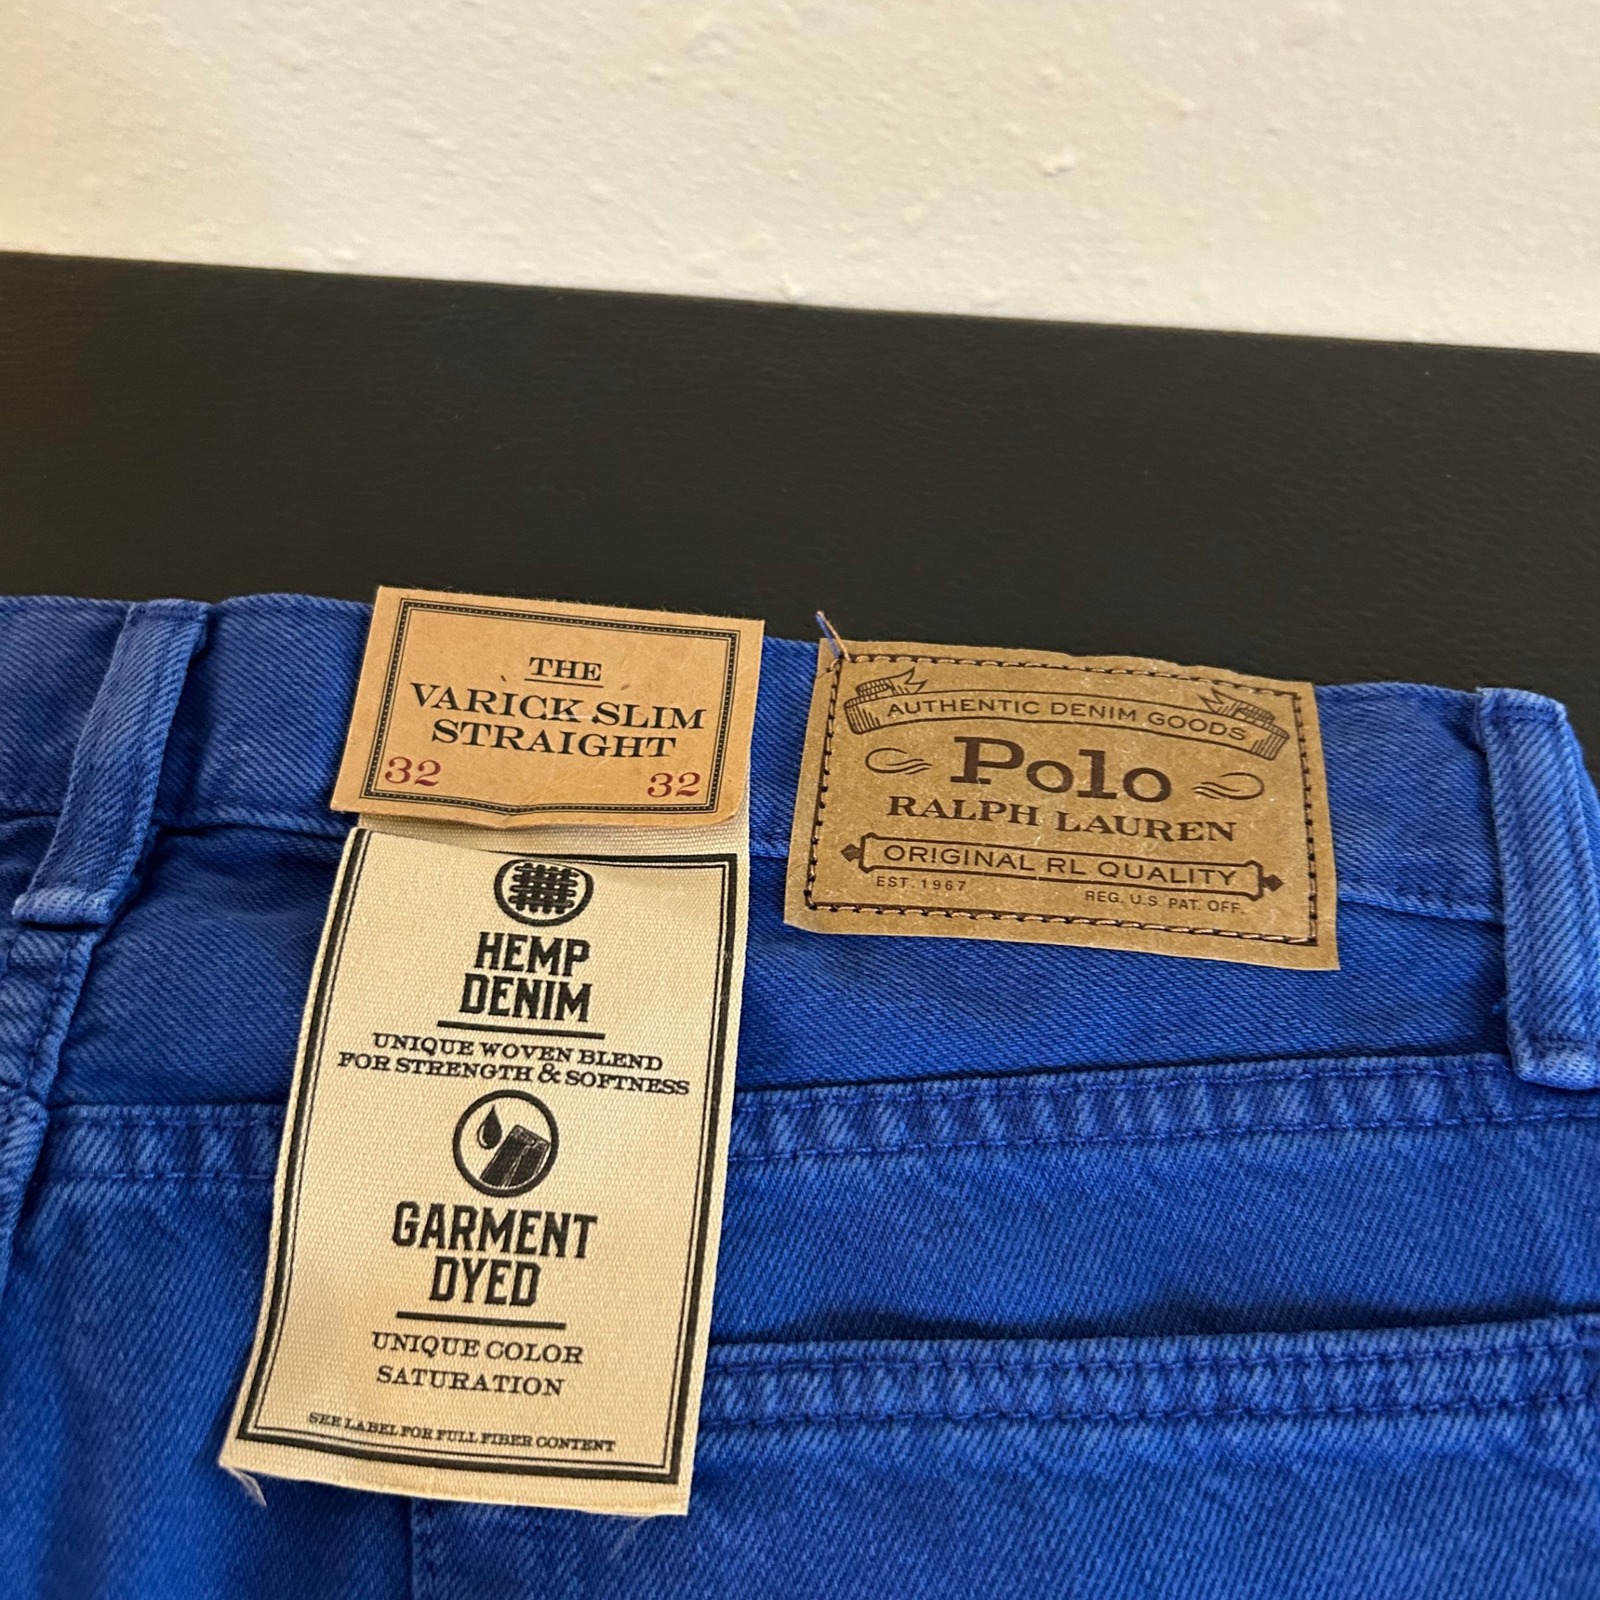 THE
VARICK SLIM
STRAIGHT
32 32
HEMP
DENIM
UNIQUE WOVEN BLEND
FOR STRENGTH & SOFTNESS
GARMENT
DYED
UNIQUE COLOR
SATURATION
SEE LABEL FOR FULL FIBER CONTENT
AUTHENTIC DENIM GOODS
Polo
RALPH LAUREN
ORIGINAL RL QUALITY
EST. 1967 REG. U.S. PAT. OFF.